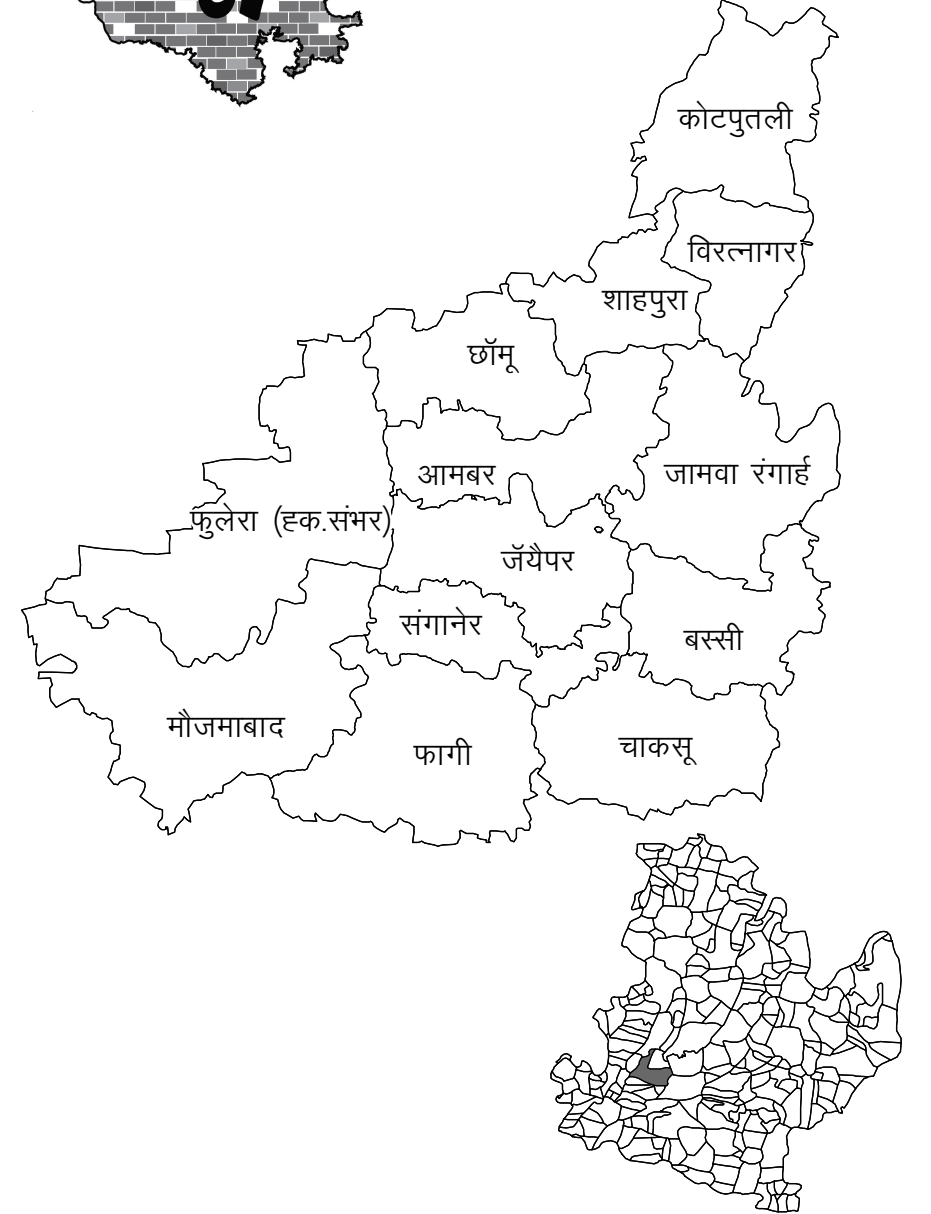 कोटपुतली
विरत्नागर
शाहपुरा
छॉमू
आमबर
जामवा रंगार्ह
फुलेरा (ह्क.संभर)
जॅयैपर
संगानेर
बस्सी
मौजमाबाद
फागी
चाकसू